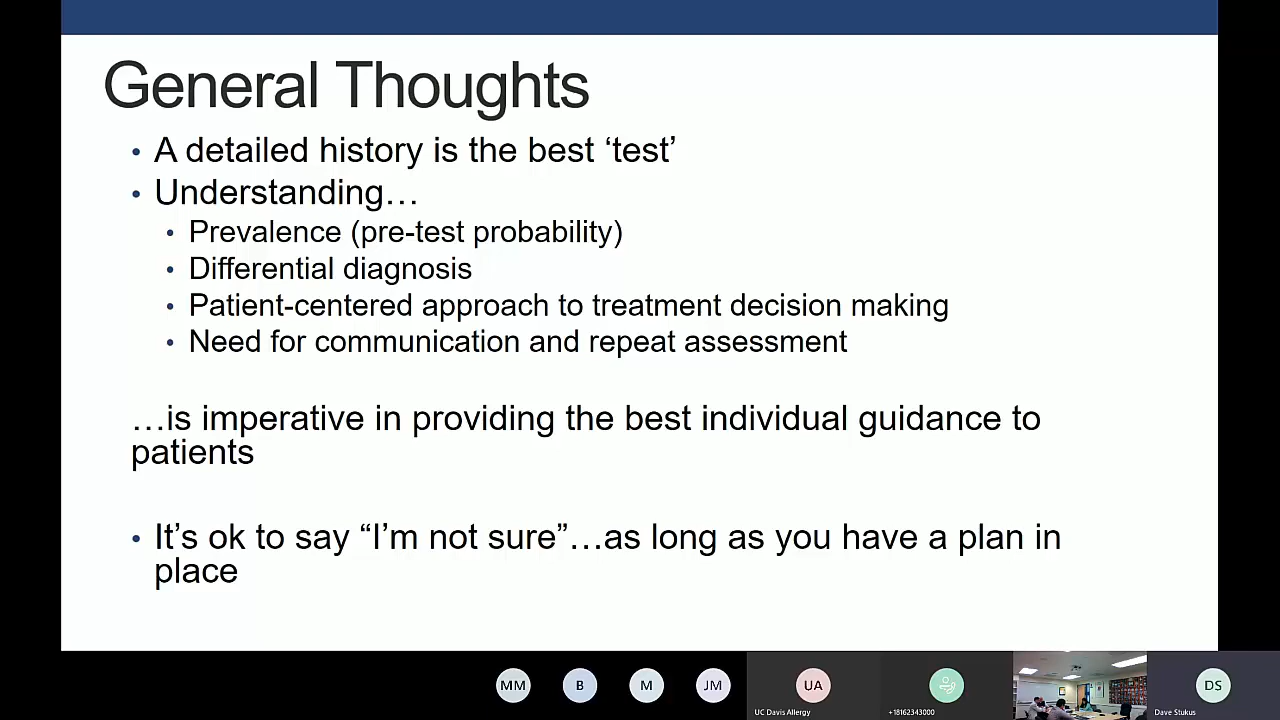 General Thoughts
• A detailed history is the best ‘test’
• Understanding…
• Prevalence (pre-test probability)
• Differential diagnosis
• Patient-centered approach to treatment decision making
• Need for communication and repeat assessment
…is imperative in providing the best individual guidance to
patients
• It’s ok to say “I’m not sure”…as long as you have a plan in
place
MM
B
M
JM
UA
DS
UC Davis Allergy
+18162343000
Dave Stukus